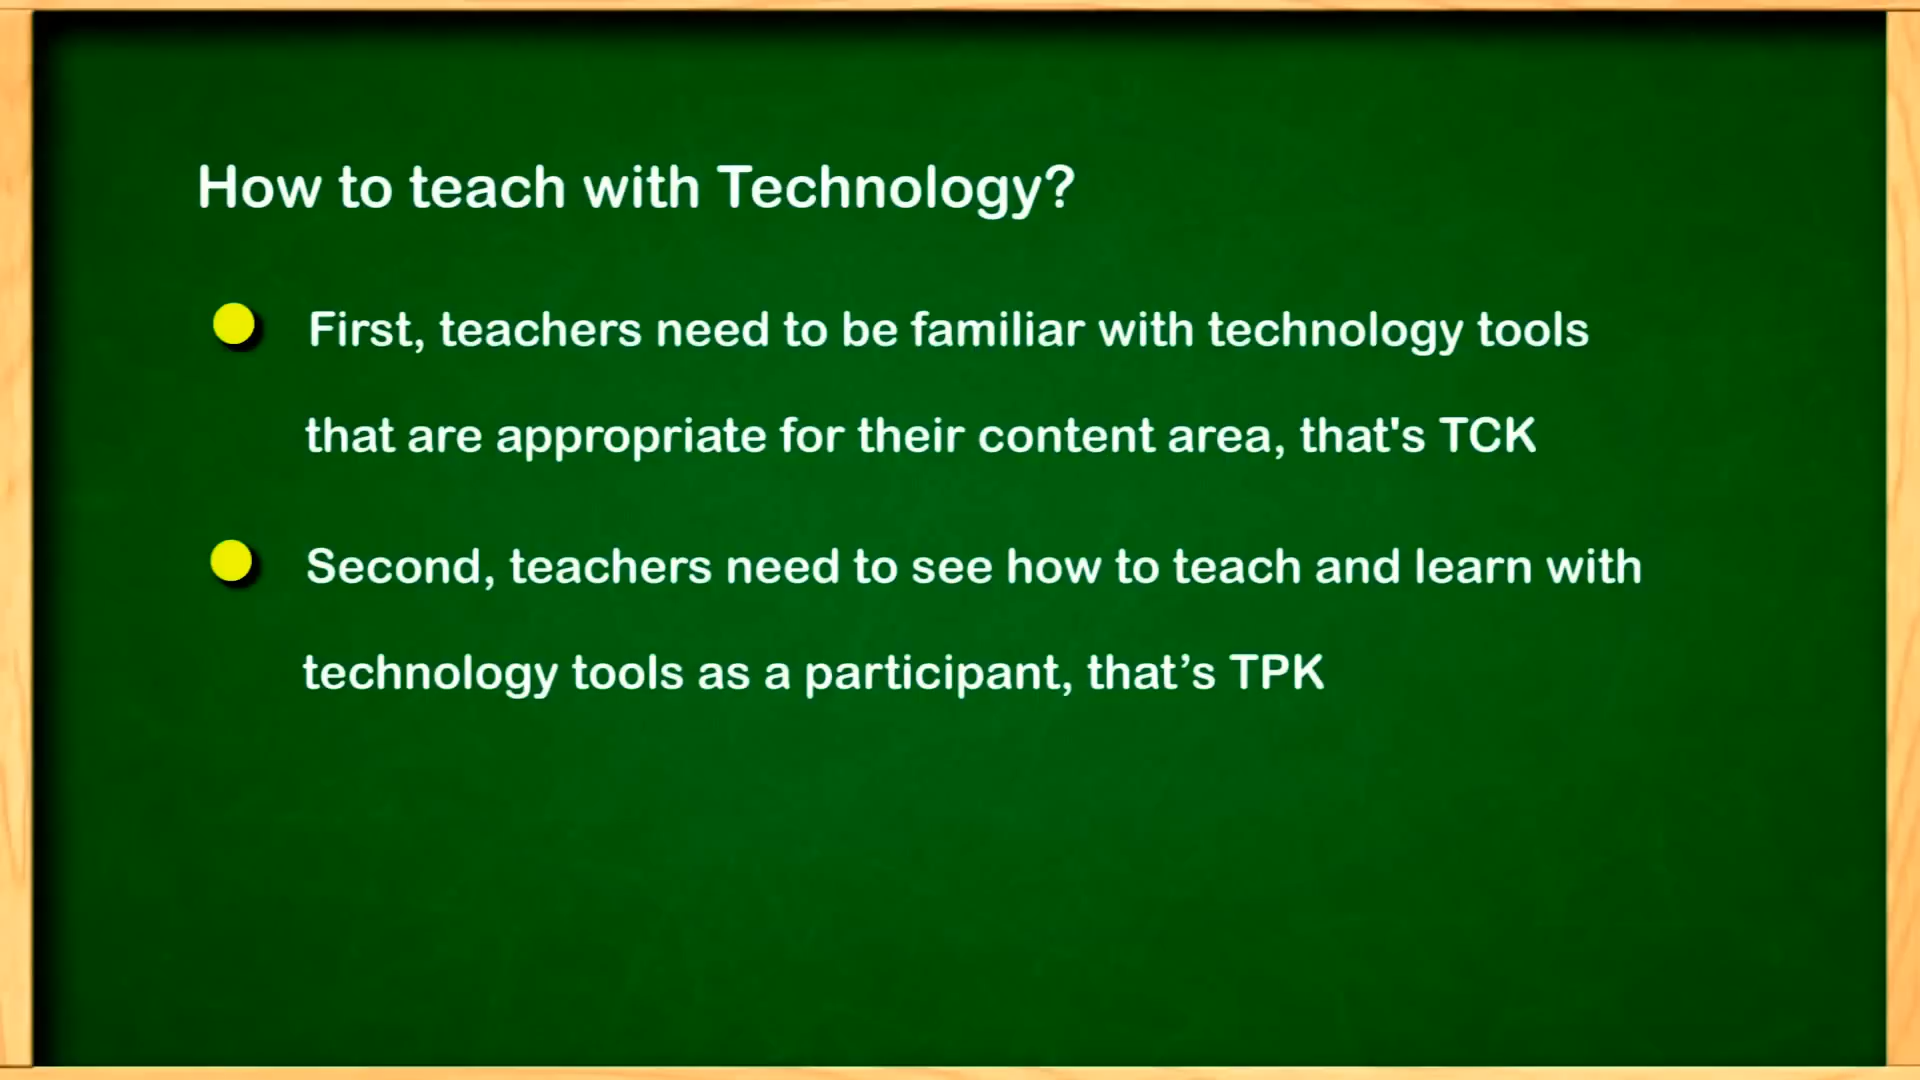 How to teach with Technology?
First, teachers need to be familiar with technology tools
that are appropriate for their content area, that's TCK
Second, teachers need to see how to teach and learn with
technology tools as a participant, that’s TPK